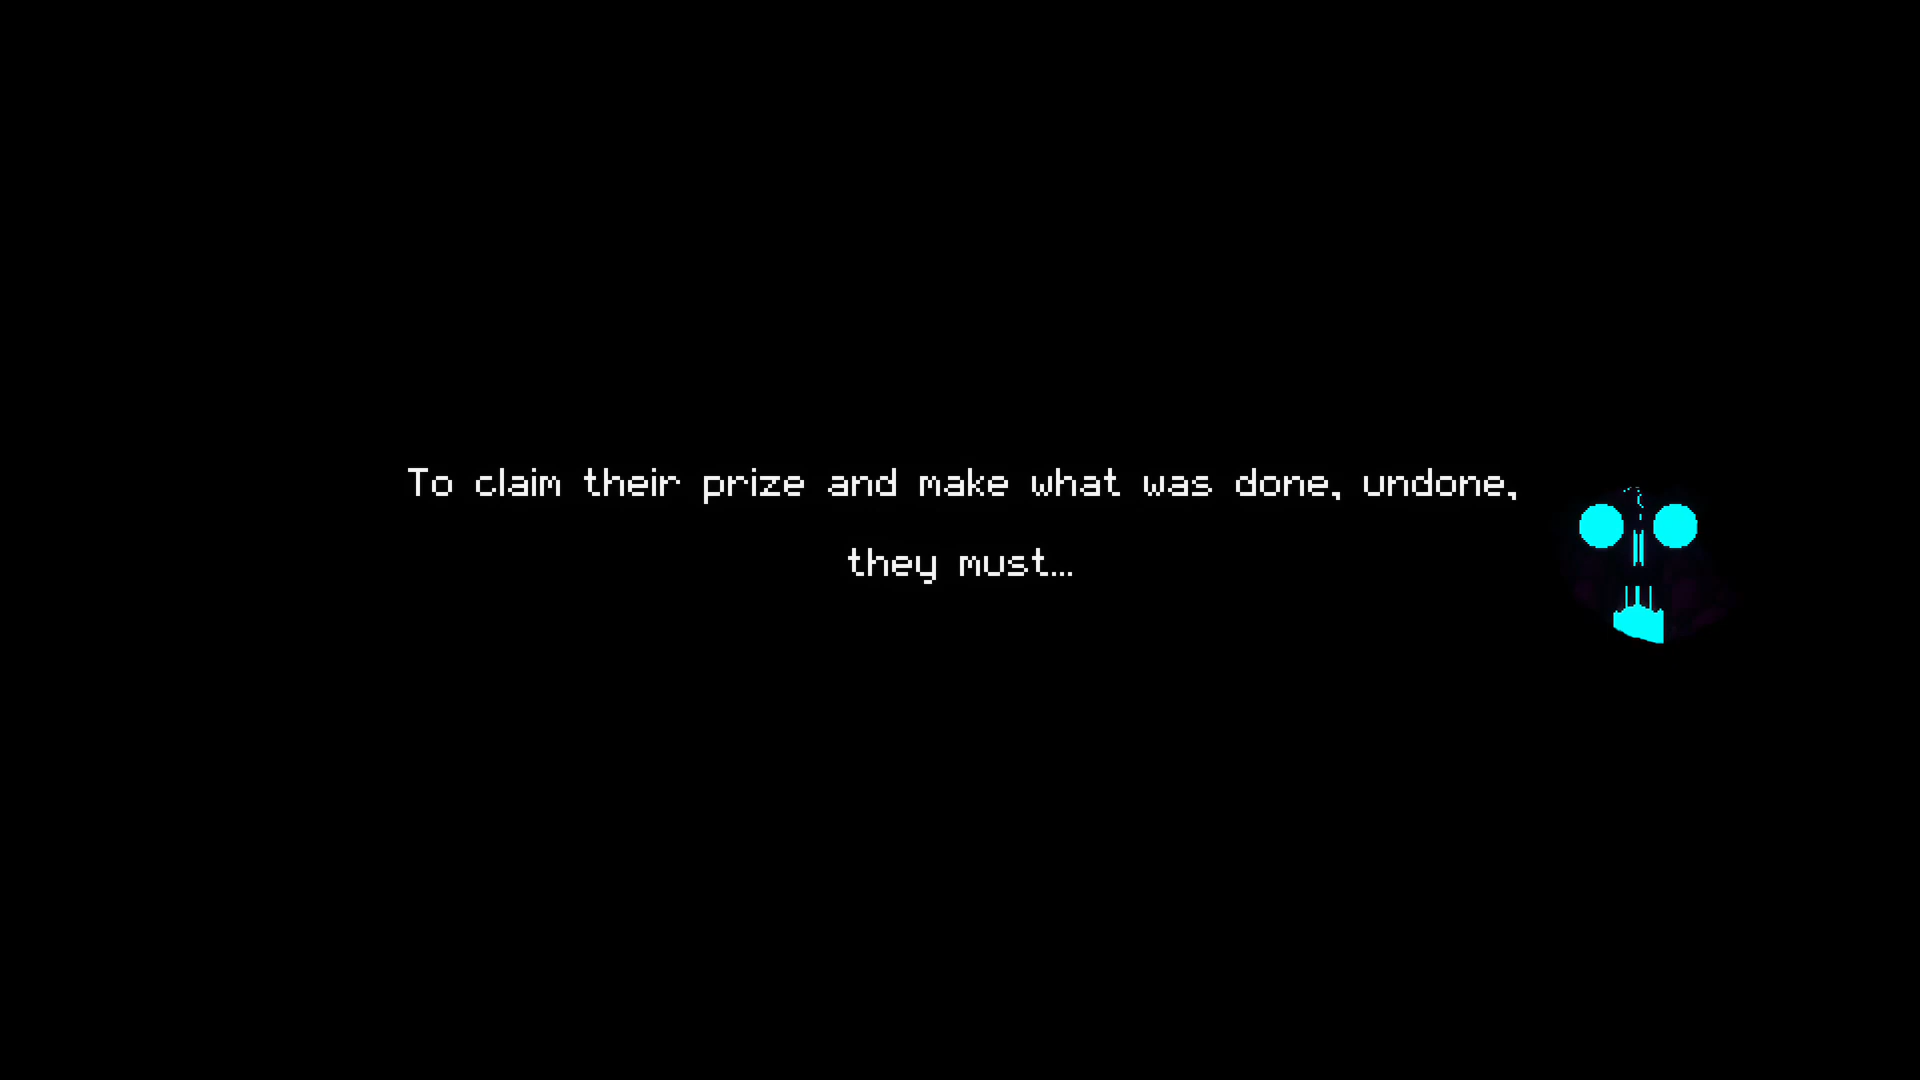 To claim their prize and make what was done, undone,
they must...